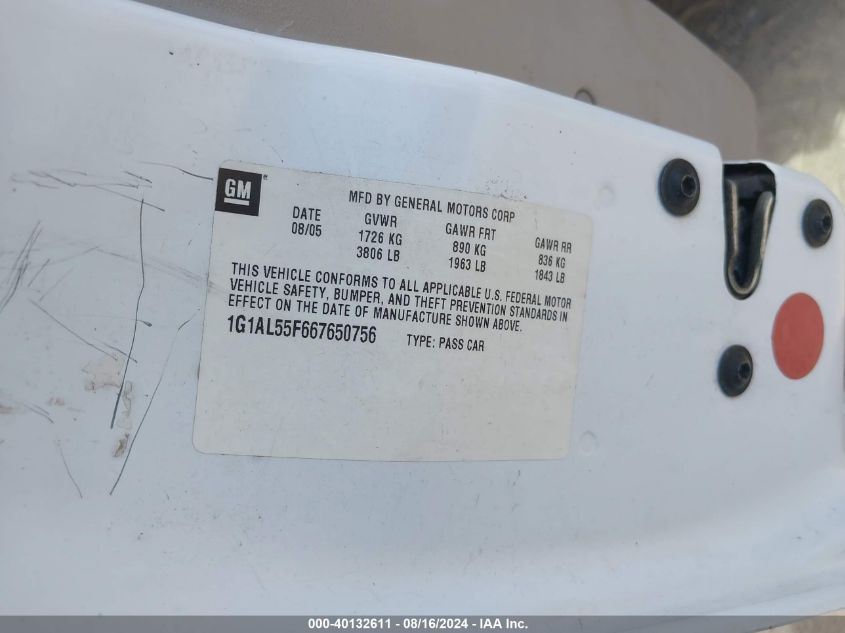 GM
MFD BY GENERAL MOTORS CORP
DATE GVWR GAWR FRT GAWR RR
08/05 1726 KG 890 KG 836 KG
3806 LB 1963 LB 1843 LB
THIS VEHICLE CONFORMS TO ALL APPLICABLE U.S. FEDERAL MOTOR
VEHICLE SAFETY, BUMPER, AND THEFT PREVENTION STANDARDS IN
EFFECT ON THE DATE OF MANUFACTURE SHOWN ABOVE.
1G1AL55F667650756 TYPE: PASS CAR
000-40132611 - 08/16/2024 - IAA Inc.